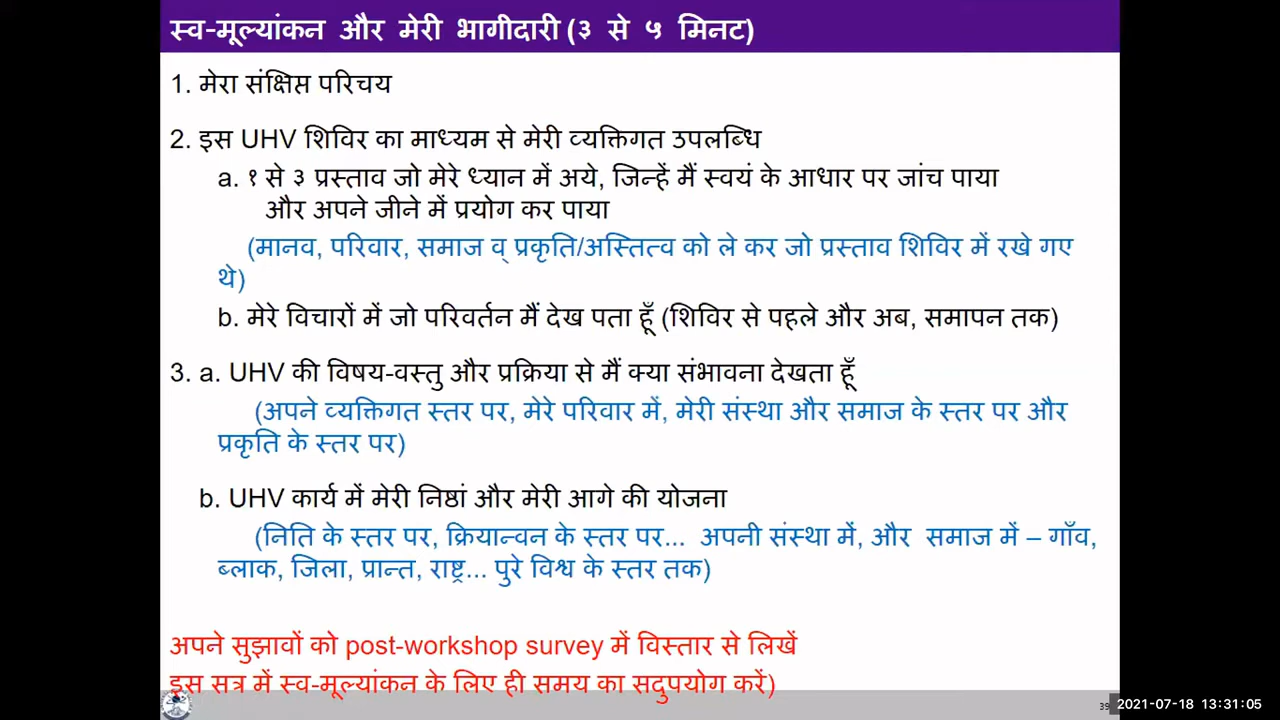 स्व-मूल्यांकन और मेरी भागीदारी (३ से ५ मिनट)
1. मेरा संक्षिप्त परिचय
2. इस UHV शिविर का माध्यम से मेरी व्यक्तिगत उपलब्धि
a. १ से ३ प्रस्ताव जो मेरे ध्यान में अये, जिन्हें मैं स्वयं के आधार पर जांच पाया
और अपने जीने में प्रयोग कर पाया
(मानव, परिवार, समाज व् प्रकृति/अस्तित्व को ले कर जो प्रस्ताव शिविर में रखे गए
थे)
b. मेरे विचारों में जो परिवर्तन मैं देख पता हूँ (शिविर से पहले और अब, समापन तक)
3. a. UHV की विषय-वस्तु और प्रक्रिया से मैं क्या संभावना देखता हूँ
(अपने व्यक्तिगत स्तर पर, मेरे परिवार में, मेरी संस्था और समाज के स्तर पर और
प्रकृति के स्तर पर)
b. UHV कार्य में मेरी निष्ठां और मेरी आगे की योजना
(निति के स्तर पर, क्रियान्वन के स्तर पर... अपनी संस्था में, और समाज में – गाँव,
ब्लाक, जिला, प्रान्त, राष्ट्र... पुरे विश्व के स्तर तक)
अपने सुझावों को post-workshop survey में विस्तार से लिखें
इस सत्र में स्व-मूल्यांकन के लिए ही समय का सदुपयोग करें)
39
2021-07-18 13:31:05